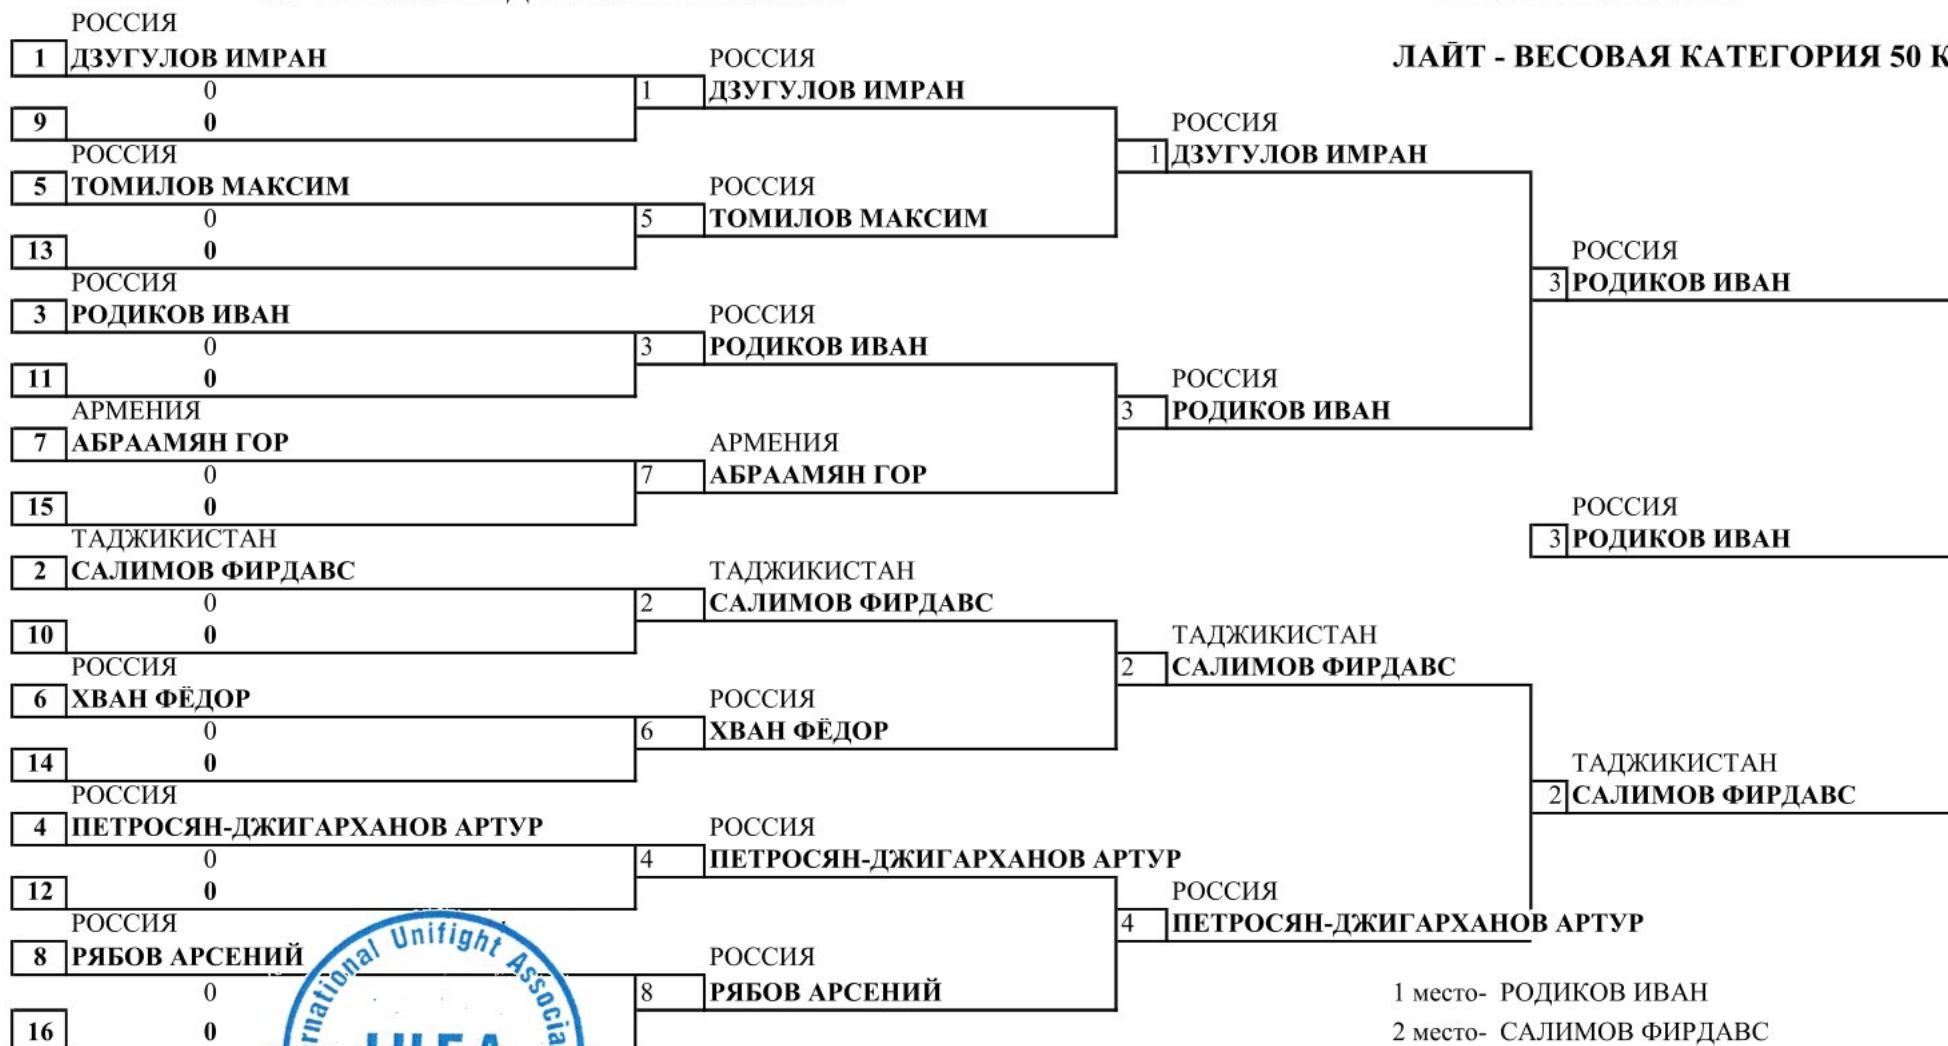 ЛАЙТ - ВЕСОВАЯ КАТЕГОРИЯ 50
РОССИЯ
1 ДЗУГУЛОВ ИМРАН
0
9 0
РОССИЯ
5 ТОМИЛОВ МАКСИМ
0
13 0
РОССИЯ
3 РОДИКОВ ИВАН
0
11 0
АРМЕНИЯ
7 АБРААМЯН ГОР
0
15 0
ТАДЖИКИСТАН
2 САЛИМОВ ФИРДАВС
0
10 0
РОССИЯ
6 ХВАН ФЁДОР
0
14 0
РОССИЯ
4 ПЕТРОСЯН-ДЖИГАРХАНОВ АРТУР
0
12 0
РОССИЯ
8 РЯБОВ АРСЕНИЙ
0
16 0
РОССИЯ
1 ДЗУГУЛОВ ИМРАН
РОССИЯ
5 ТОМИЛОВ МАКСИМ
РОССИЯ
3 РОДИКОВ ИВАН
АРМЕНИЯ
7 АБРААМЯН ГОР
ТАДЖИКИСТАН
2 САЛИМОВ ФИРДАВС
РОССИЯ
6 ХВАН ФЁДОР
РОССИЯ
4 ПЕТРОСЯН-ДЖИГАРХАНОВ АРТУР
РОССИЯ
8 РЯБОВ АРСЕНИЙ
РОССИЯ
1 ДЗУГУЛОВ ИМРАН
РОССИЯ
3 РОДИКОВ ИВАН
ТАДЖИКИСТАН
2 САЛИМОВ ФИРДАВС
РОССИЯ
4 ПЕТРОСЯН-ДЖИГАРХАНОВ АРТУР
РОССИЯ
3 РОДИКОВ ИВАН
РОССИЯ
3 РОДИКОВ ИВАН
ТАДЖИКИСТАН
2 САЛИМОВ ФИРДАВС
1 место- РОДИКОВ ИВАН
2 место- САЛИМОВ ФИРДАВС
Unifight